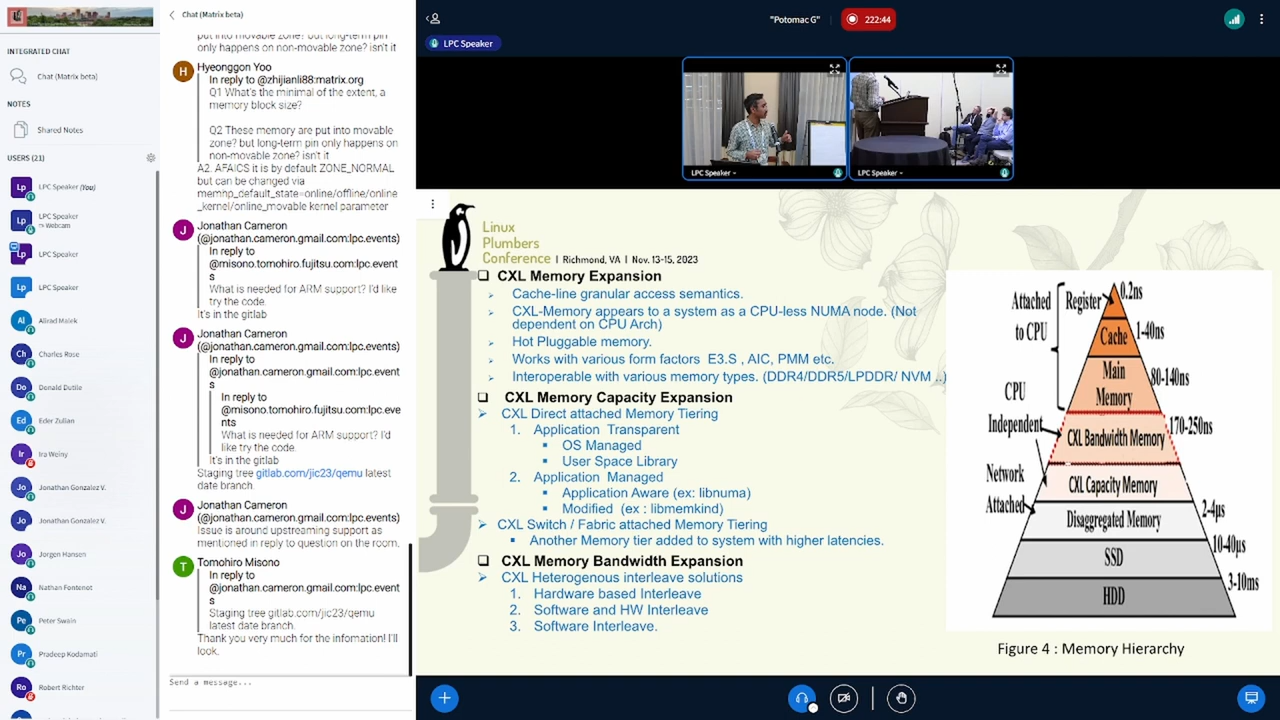 INTEGRATED CHAT
Chat (Matrix beta)
NOTES
Shared Notes
USERS (21)
Lp
LPC Speaker (You)
Lp
LPC Speaker
Webcam
Lp
LPC Speaker
Lp
LPC Speaker
Al
Alirad Malek
Ch
Charles Rose
Do
Donald Dutile
Ed
Eder Zulian
Ir
Ira Weiny
Jo
Jonathan Gonzalez V.
Jo
Jonathan Gonzalez V.
Jo
Jorgen Hansen
Na
Nathan Fontenot
Pe
Peter Swain
Pr
Pradeep Kodamati
Ro
Robert Richter
Chat (Matrix beta)
put into movable zone? but long-term pin
only happens on non-movable zone? isn't it
H
Hyeonggon Yoo
In reply to @zhijianli88:matrix.org
Q1 What's the minimal of the extent, a
memory block size?
Q2 These memory are put into movable
zone? but long-term pin only happens on
non-movable zone? isn't it
A2. AFAICS it is by default ZONE_NORMAL
but can be changed via
memhp_default_state=online/offline/online
_kernel/online_movable kernel parameter
J
Jonathan Cameron
(@jonathan.cameron.gmail.com:lpc.events)
In reply to
@misono.tomohiro.fujitsu.com:lpc.event
s
What is needed for ARM support? I'd like
try the code.
It's in the gitlab
J
Jonathan Cameron
(@jonathan.cameron.gmail.com:lpc.events)
In reply to
@jonathan.cameron.gmail.com:lpc.event
s
In reply to
@misono.tomohiro.fujitsu.com:lpc.eve
nts
What is needed for ARM support? I'd
like try the code.
It's in the gitlab
Staging tree gitlab.com/jic23/qemu latest
date branch.
J
Jonathan Cameron
(@jonathan.cameron.gmail.com:lpc.events)
Issue is around upstreaming support as
mentioned in reply to question on the room.
T
Tomohiro Misono
In reply to
@jonathan.cameron.gmail.com:lpc.event
s
Staging tree gitlab.com/jic23/qemu
latest date branch.
Thank you very much for the infomation! I'll
look.
Send a message...
"Potomac G"
222:44
LPC Speaker
LPC Speaker
LPC Speaker
Linux
Plumbers
Conference | Richmond, VA | Nov. 13-15, 2023
❑ CXL Memory Expansion
➢ Cache-line granular access semantics.
➢ CXL-Memory appears to a system as a CPU-less NUMA node. (Not
dependent on CPU Arch)
➢ Hot Pluggable memory.
➢ Works with various form factors E3.S , AIC, PMM etc.
➢ Interoperable with various memory types. (DDR4/DDR5/LPDDR/ NVM ..)
❑ CXL Memory Capacity Expansion
➢ CXL Direct attached Memory Tiering
1. Application Transparent
▪ OS Managed
▪ User Space Library
2. Application Managed
▪ Application Aware (ex: libnuma)
▪ Modified (ex : libmemkind)
➢ CXL Switch / Fabric attached Memory Tiering
▪ Another Memory tier added to system with higher latencies.
❑ CXL Memory Bandwidth Expansion
➢ CXL Heterogenous interleave solutions
1. Hardware based Interleave
2. Software and HW Interleave
3. Software Interleave.
Attached
to CPU
CPU
Independent
Network
Attached
Register
0.2ns
Cache
1-40ns
Main
Memory
80-140ns
CXL Bandwidth Memory
170-250ns
CXL Capacity Memory
Disaggregated Memory
2-4µs
SSD
10-40µs
HDD
3-10ms
Figure 4 : Memory Hierarchy